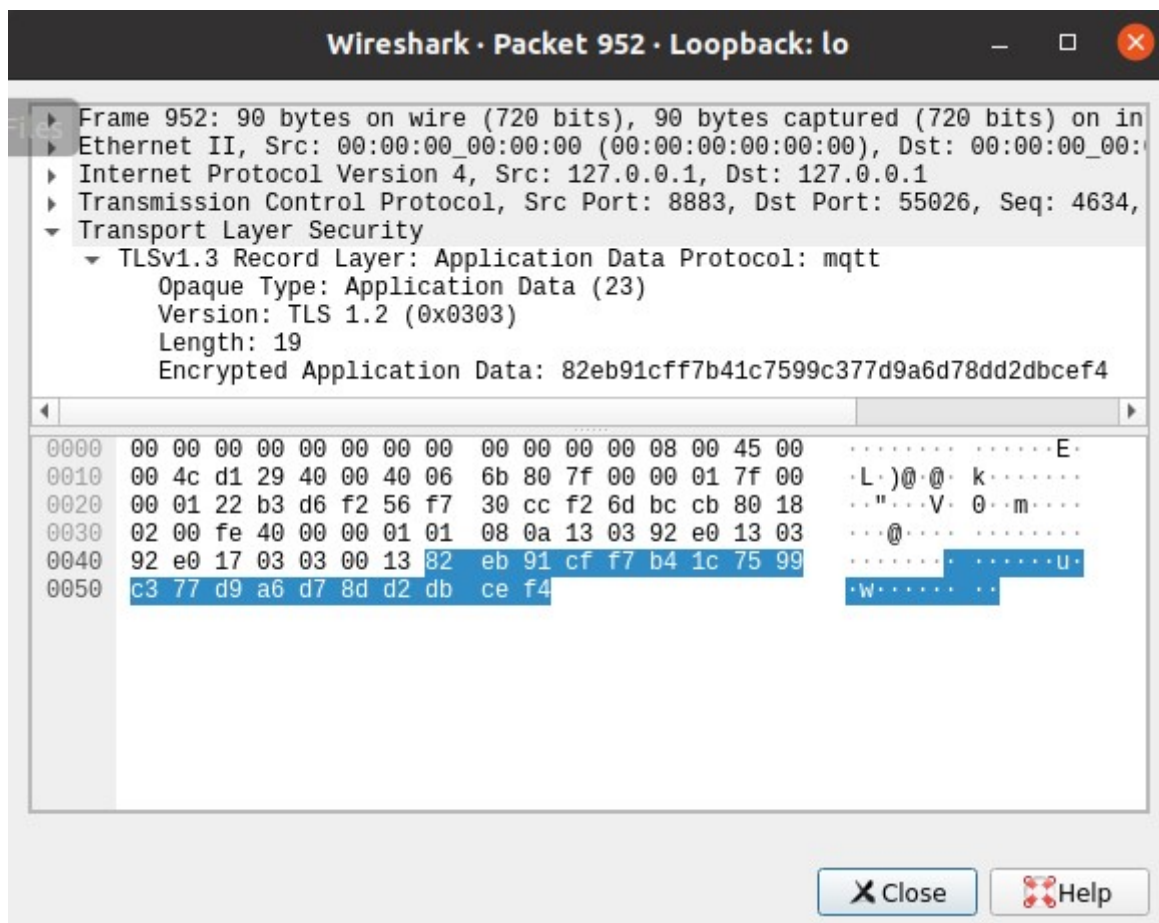 Wireshark · Packet 952 · Loopback: lo
Files
Frame 952: 90 bytes on wire (720 bits), 90 bytes captured (720 bits) on in
Ethernet II, Src: 00:00:00_00:00:00 (00:00:00:00:00:00), Dst: 00:00:00_00:
Internet Protocol Version 4, Src: 127.0.0.1, Dst: 127.0.0.1
Transmission Control Protocol, Src Port: 8883, Dst Port: 55026, Seq: 4634,
Transport Layer Security
TLSv1.3 Record Layer: Application Data Protocol: mqtt
Opaque Type: Application Data (23)
Version: TLS 1.2 (0x0303)
Length: 19
Encrypted Application Data: 82eb91cff7b41c7599c377d9a6d78dd2dbcef4
0000 00 00 00 00 00 00 00 00 00 00 00 00 08 00 45 00 ········ ······E·
0010 00 4c d1 29 40 00 40 06 6b 80 7f 00 00 01 7f 00 ·L·)@·@· k·······
0020 00 01 22 b3 d6 f2 56 f7 30 cc f2 6d bc cb 80 18 ··"···V· 0··m····
0030 02 00 fe 40 00 00 01 01 08 0a 13 03 92 e0 13 03 ···@···· ········
0040 92 e0 17 03 03 00 13 82 eb 91 cf f7 b4 1c 75 99 ········ ······u·
0050 c3 77 d9 a6 d7 8d d2 db ce f4 ·w······ ··
Close Help